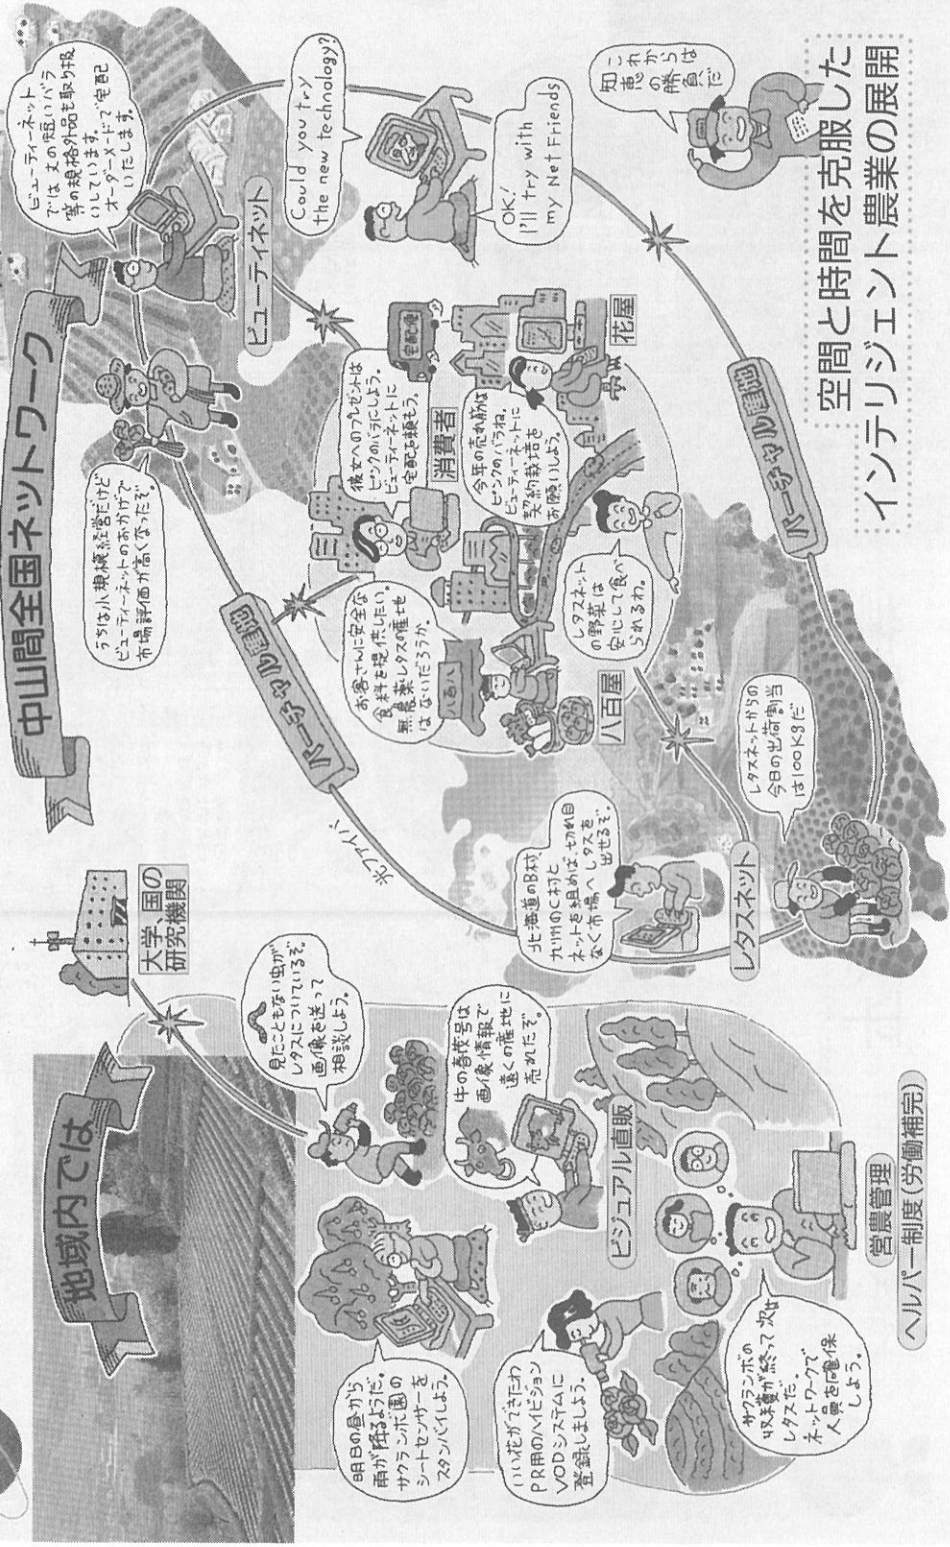 中山間全国ネットワーク
ビューティーネット
では丈の短いバラ
等の規格外品も取り扱
いしています。
オーダーメードで宅配
いたします。
ビューティネット
うちは小規模経営だけど
ビューティーネットのおかげで
市場評価が高くなったぞ
Could you try
the new technology?
OK!
I'll try with
my Net Friends
これからは
知恵の勝負だ
バーチャル産地
光ファイバ
彼女へのプレゼントは
ピンクのバラにしよう。
ビューティーネットに
宅配を頼もう。
宅配便
消費者
今年の売れ筋は
ピンクのバラね。
ビューティーネットに
契約栽培を
お願いしよう。
花屋
お客さんに安全な
食料を提供したい。
無農薬レタスの産地
はないだろうか。
八百八
八百屋
レタスネット
の野菜は
安心して食べ
られるわ。
バーチャル産地
北海道のB村、
九州のC村と
ネットを組めば、切れ目
なく市場へレタスを
出せるぞ。
レタスネット
レタスネットからの
今日の出荷割当
は100Kgだ
空間と時間を克服した
インテリジェント農業の展開
地域内では
大学、国の
研究機関
見たこともない虫が
レタスについているぞ。
画像を送って
相談しよう。
明日の昼から
雨が降るようだ。
サクランボ園の
シートセンサーを
スタンバイしよう。
牛の春俊号は
画像情報で
遠くの産地に
売れたぞ。
ビジュアル直販
いい花ができたわ
PR用のハイビジョン
VODシステムに
登録しましょう。
サクランボの
収穫が終って次は
レタスだ。
ネットワークで
人員を確保
しよう。
営農管理
ヘルパー制度(労働補完)